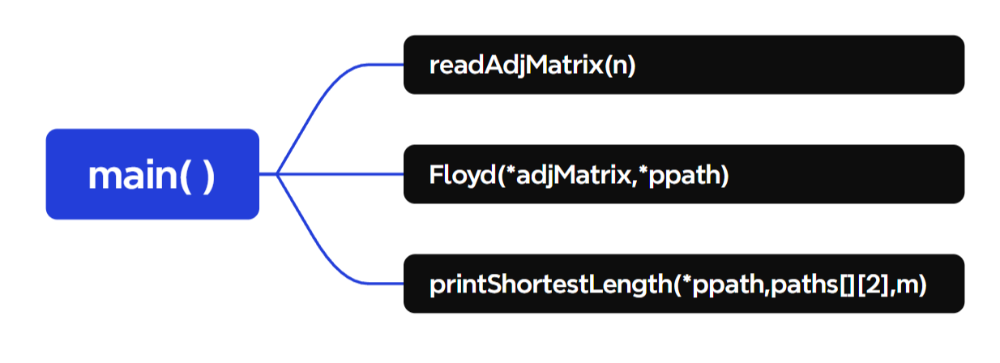 main( )
readAdjMatrix(n)
Floyd(*adjMatrix,*ppath)
printShortestLength(*ppath,paths[][2],m)